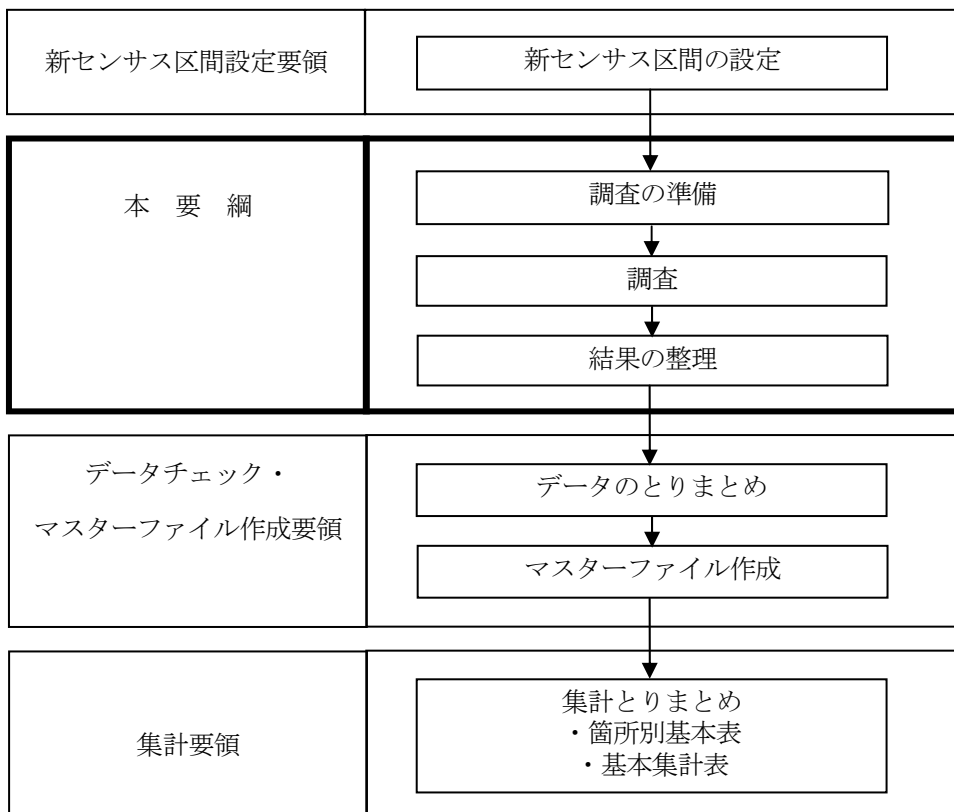 新センサス区間設定要領
新センサス区間の設定
本　要　綱
調査の準備
調査
結果の整理
データチェック・
マスターファイル作成要領
データのとりまとめ
マスターファイル作成
集計要領
集計とりまとめ
・箇所別基本表
・基本集計表